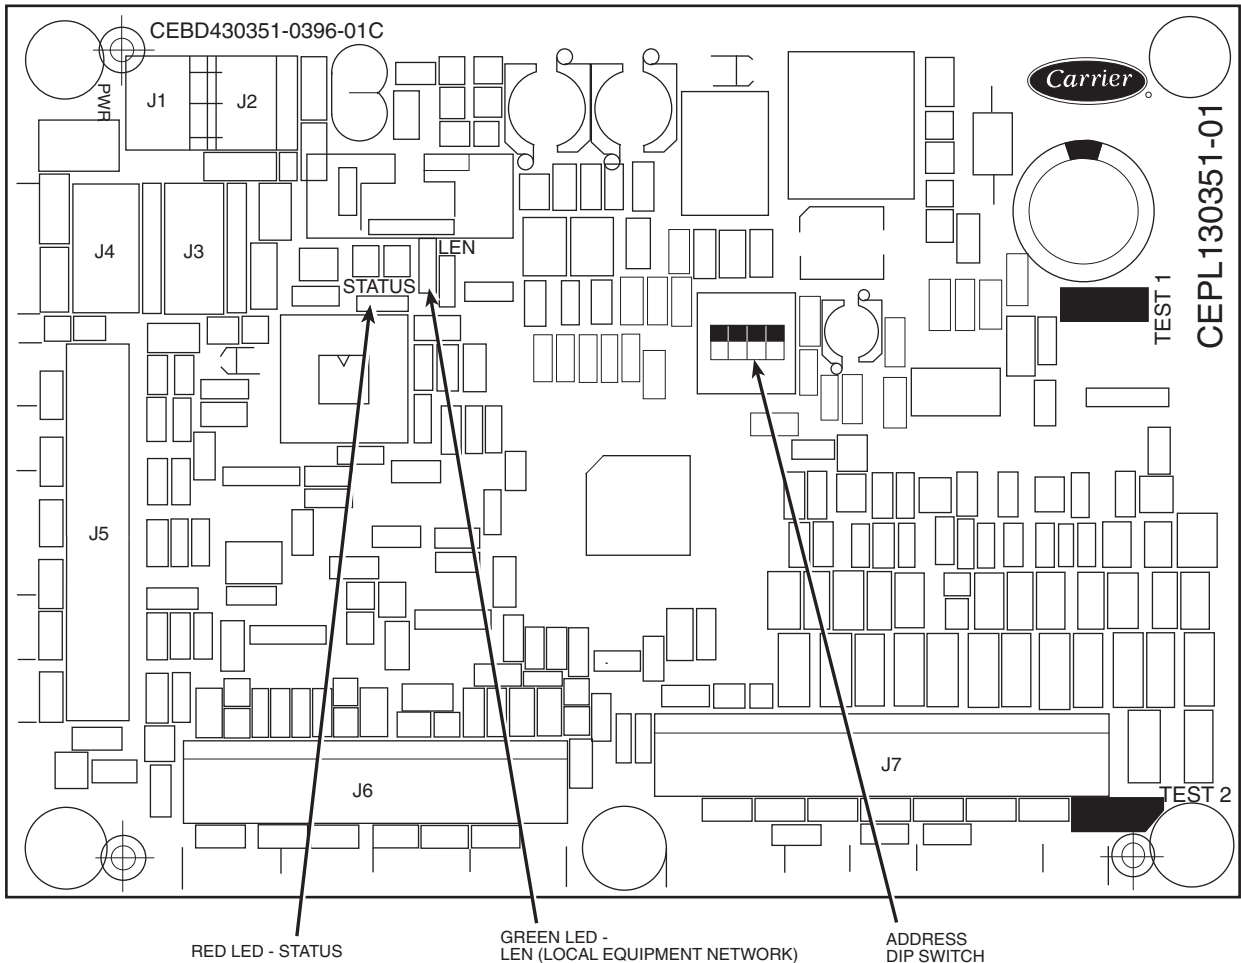 CEBD430351-0396-01C
Carrier
PWR
J1
J2
CEPL130351-01
J4
J3
LEN
STATUS
TEST 1
J5
J6
J7
TEST 2
RED LED - STATUS
GREEN LED -
LEN (LOCAL EQUIPMENT NETWORK)
ADDRESS
DIP SWITCH